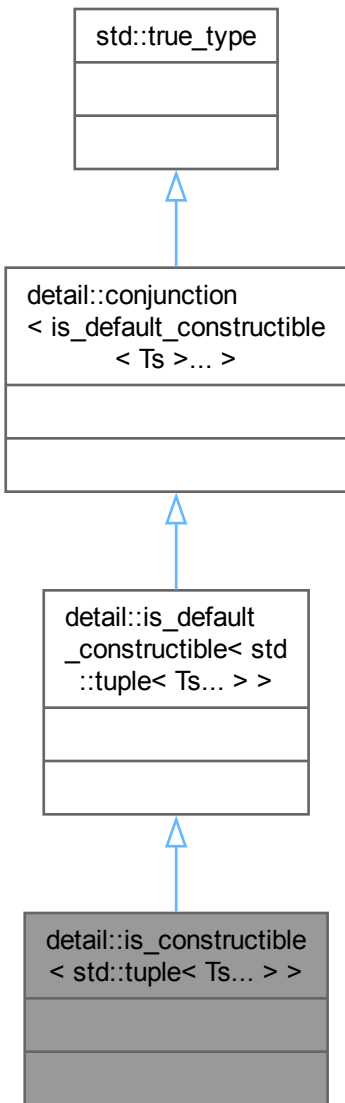 std::true_type
detail::conjunction
< is_default_constructible
< Ts >... >
detail::is_default
_constructible< std
::tuple< Ts... > >
detail::is_constructible
< std::tuple< Ts... > >